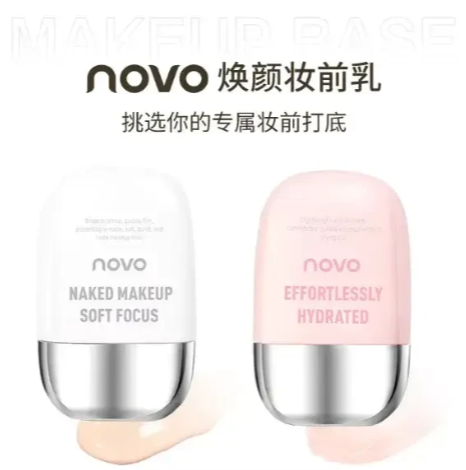 MAKEUP BASE
novo 焕颜妆前乳
挑选你的专属妆前打底
novo
NAKED MAKEUP
SOFT FOCUS
novo
EFFORTLESSLY
HYDRATED